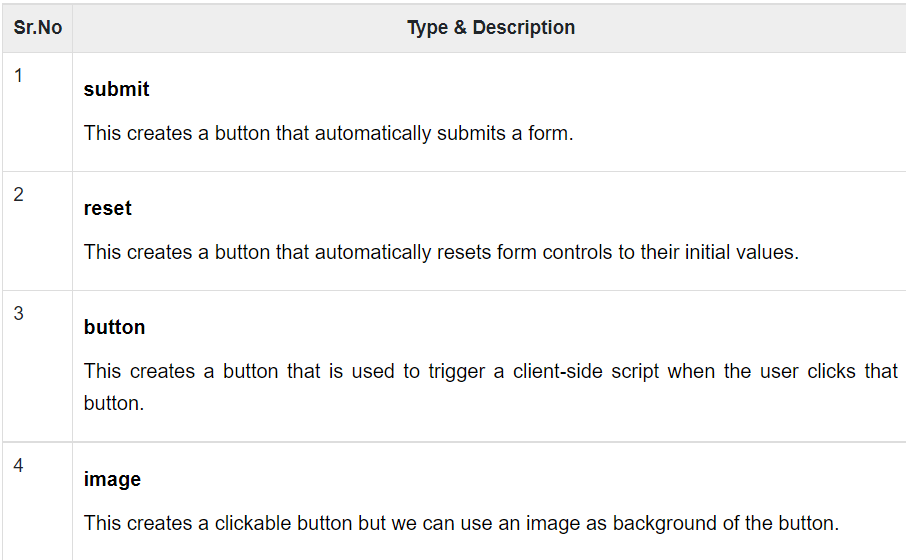 Sr.No Type & Description
1
submit
This creates a button that automatically submits a form.
2
reset
This creates a button that automatically resets form controls to their initial values.
3
button
This creates a button that is used to trigger a client-side script when the user clicks that
button.
4
image
This creates a clickable button but we can use an image as background of the button.